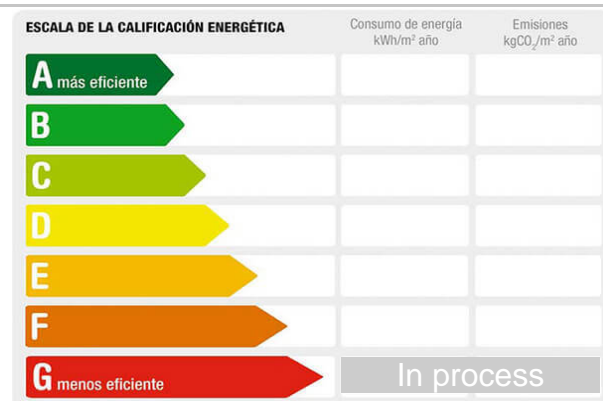 ESCALA DE LA CALIFICACIÓN ENERGÉTICA
Consumo de energía
kWh/m² año
Emisiones
kgCO₂/m² año
A más eficiente
B
C
D
E
F
G menos eficiente
In process